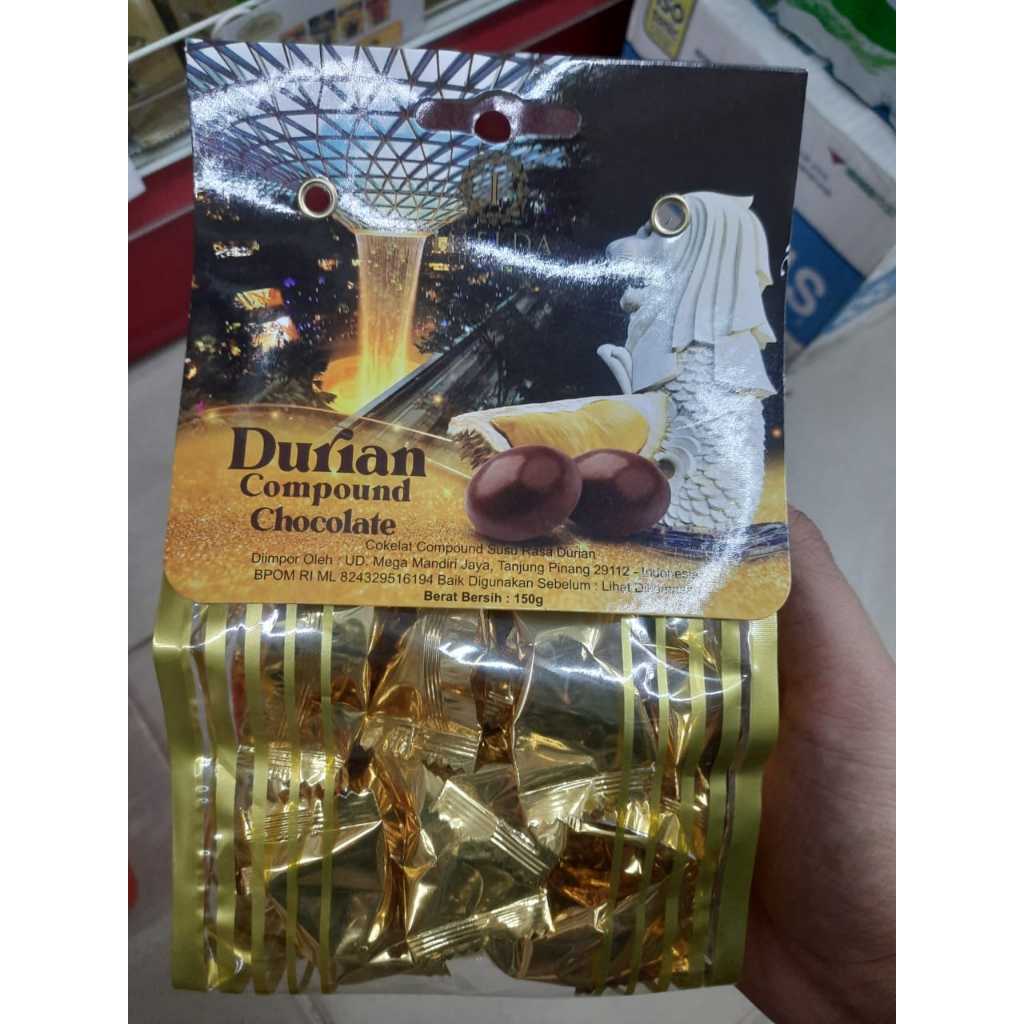 ISO
Durian
Compound
Chocolate
Cokelat Compound Susu Rasa Durian
Diimpor Oleh : UD. Mega Mandiri Jaya, Tanjung Pinang 29112 - Indonesia
BPOM RI ML 824329516194 Baik Digunakan Sebelum : Lihat
Berat Bersih : 150g